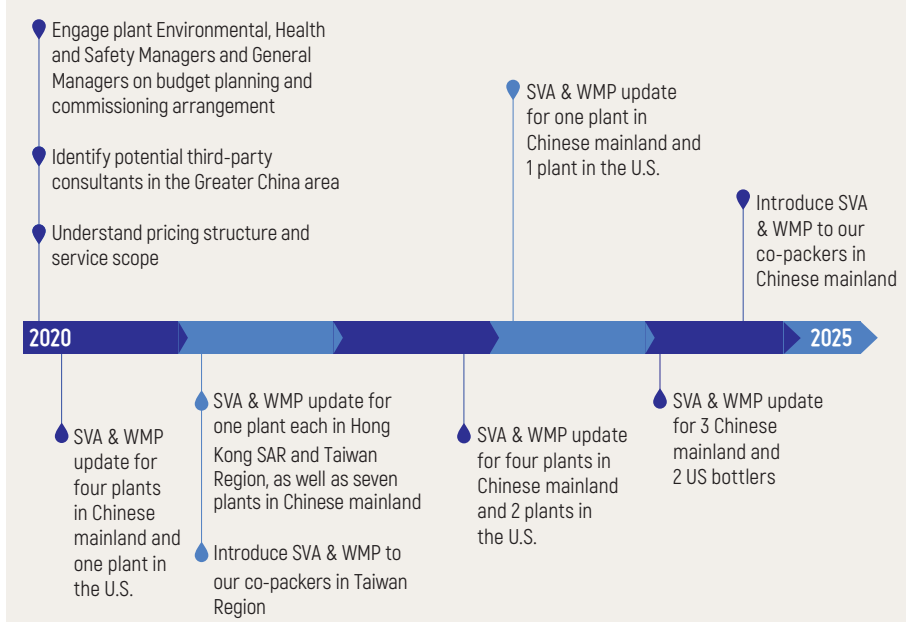 Engage plant Environmental, Health
and Safety Managers and General
Managers on budget planning and
commissioning arrangement
Identify potential third-party
consultants in the Greater China area
Understand pricing structure and
service scope
SVA & WMP update
for one plant in
Chinese mainland and
1 plant in the U.S.
Introduce SVA
& WMP to our
co-packers in
Chinese mainland
2020
2025
SVA & WMP
update for
four plants
in Chinese
mainland and
one plant in
the U.S.
SVA & WMP update for
one plant each in Hong
Kong SAR and Taiwan
Region, as well as seven
plants in Chinese mainland
Introduce SVA & WMP to
our co-packers in Taiwan
Region
SVA & WMP update
for four plants in
Chinese mainland
and 2 plants in
the U.S.
SVA & WMP update
for 3 Chinese
mainland and
2 US bottlers